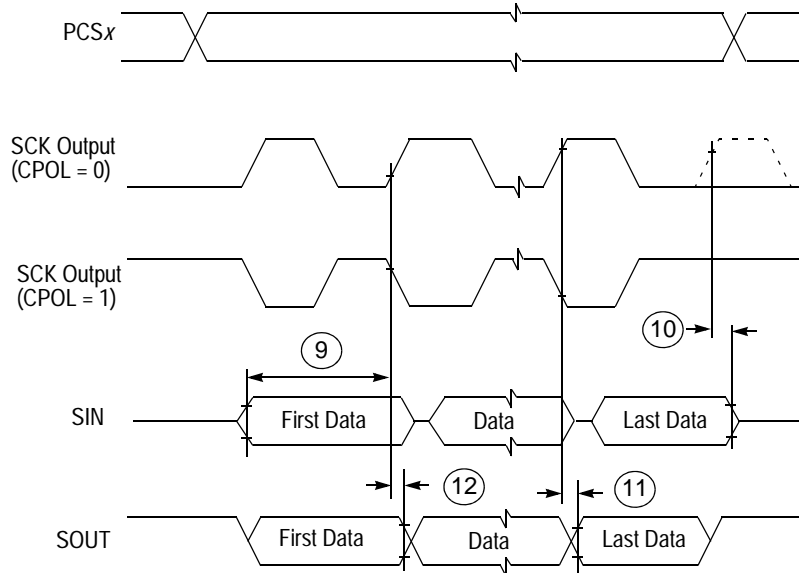 PCSx
SCK Output
(CPOL = 0)
SCK Output
(CPOL = 1)
10
9
SIN
First Data
Data
Last Data
12
11
SOUT
First Data
Data
Last Data